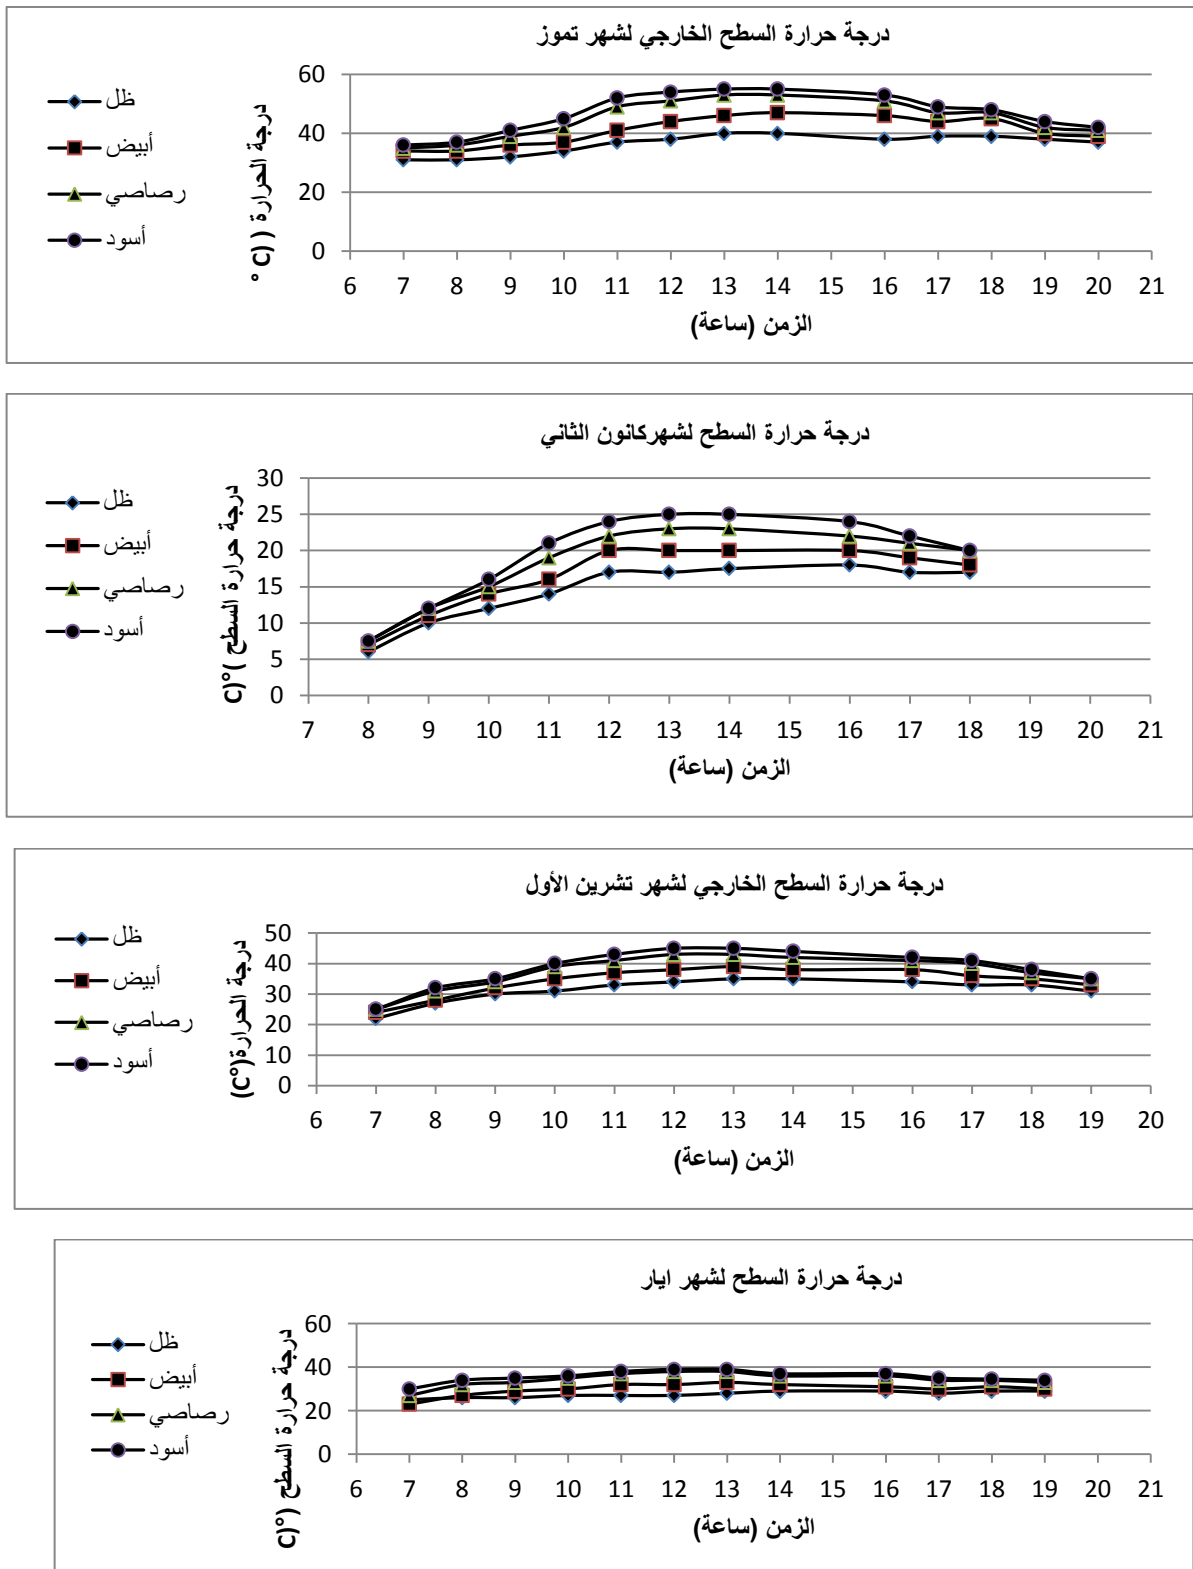 درجة حرارة السطح الخارجي لشهر تموز
ظل
أبيض
رصاصي
أسود
درجة الحرارة ( (C °
60
40
20
0
6 7 8 9 10 11 12 13 14 15 16 17 18 19 20 21
الزمن (ساعة)
درجة حرارة السطح لشهركانون الثاني
ظل
أبيض
رصاصي
أسود
درجة حرارة السطح )°(C
30
25
20
15
10
5
0
7 8 9 10 11 12 13 14 15 16 17 18 19 20 21
الزمن (ساعة)
درجة حرارة السطح الخارجي لشهر تشرين الأول
ظل
أبيض
رصاصي
أسود
درجة الحرارة(C°)
50
40
30
20
10
0
6 7 8 9 10 11 12 13 14 15 16 17 18 19 20
الزمن (ساعة)
درجة حرارة السطح لشهر ايار
ظل
أبيض
رصاصي
أسود
درجة حرارة السطح (°)C
60
40
20
0
6 7 8 9 10 11 12 13 14 15 16 17 18 19 20 21
الزمن (ساعة)